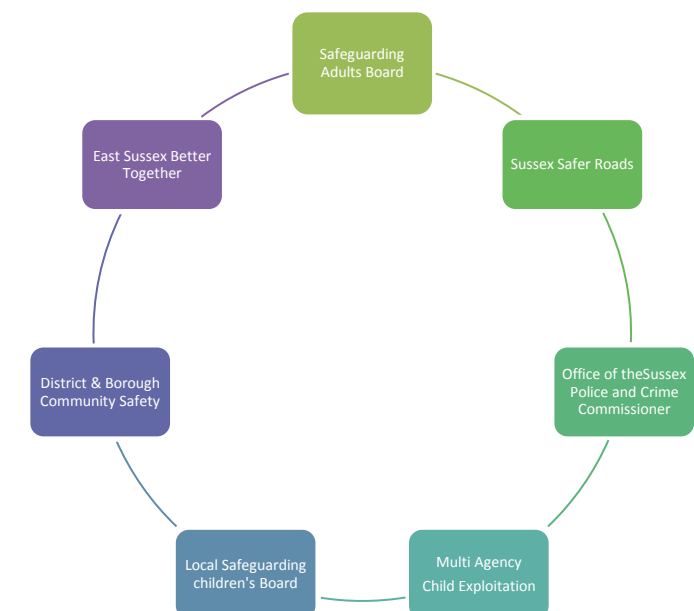 Safeguarding
Adults Board
Sussex Safer Roads
Office of theSussex
Police and Crime
Commissioner
Multi Agency
Child Exploitation
Local Safeguarding
children's Board
District & Borough
Community Safety
East Sussex Better
Together